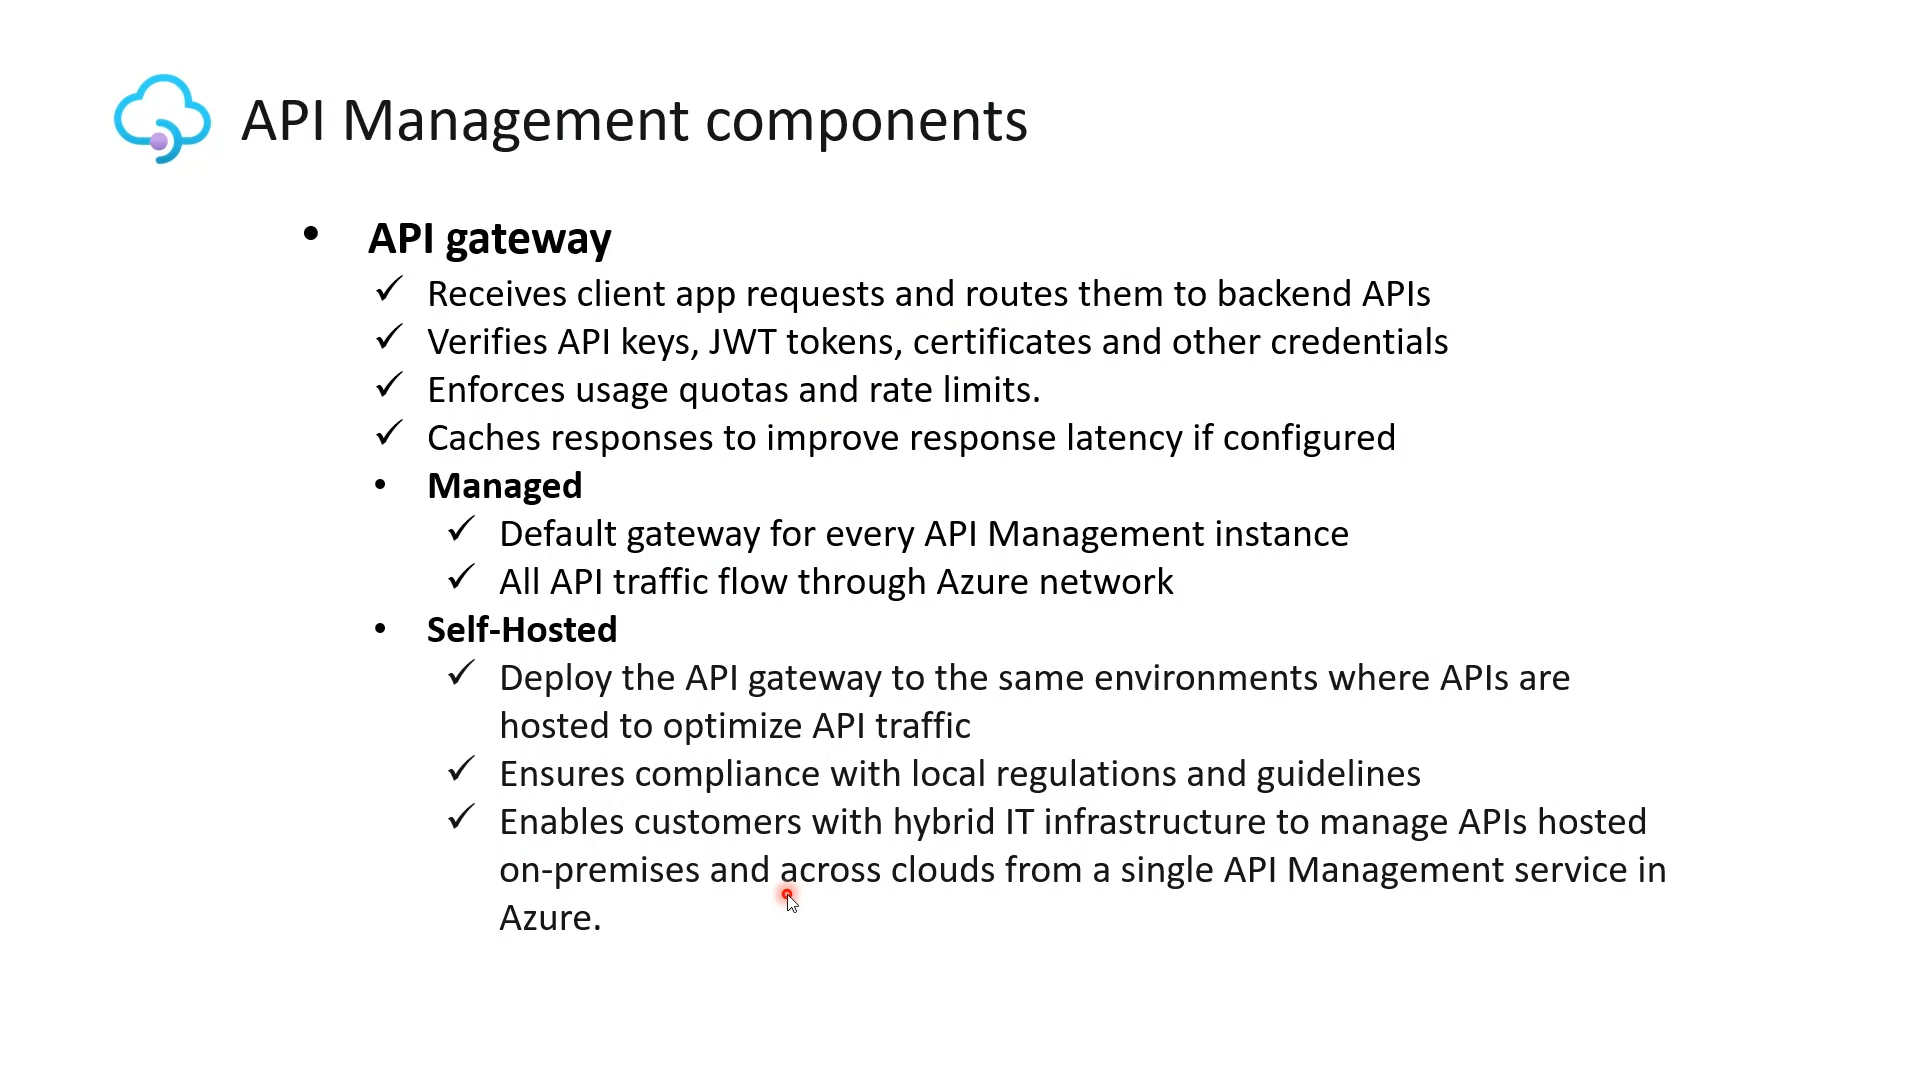 API Management components
• API gateway
✓ Receives client app requests and routes them to backend APIs
✓ Verifies API keys, JWT tokens, certificates and other credentials
✓ Enforces usage quotas and rate limits.
✓ Caches responses to improve response latency if configured
• Managed
✓ Default gateway for every API Management instance
✓ All API traffic flow through Azure network
• Self-Hosted
✓ Deploy the API gateway to the same environments where APIs are
hosted to optimize API traffic
✓ Ensures compliance with local regulations and guidelines
✓ Enables customers with hybrid IT infrastructure to manage APIs hosted
on-premises and across clouds from a single API Management service in
Azure.